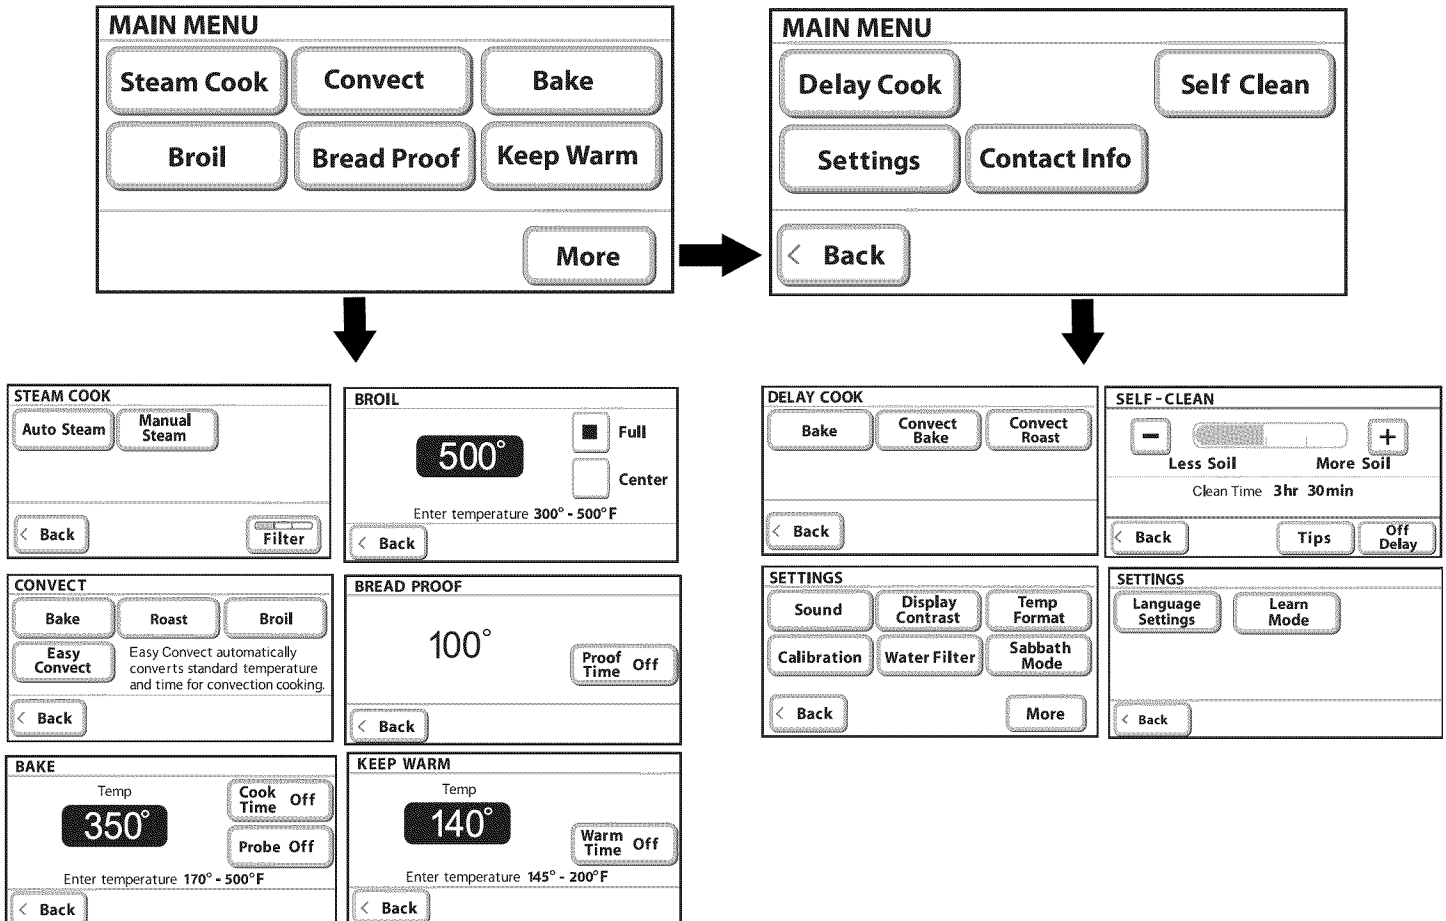 MAIN MENU
Steam Cook
Convect
Bake
Broil
Bread Proof
Keep Warm
More
MAIN MENU
Delay Cook
Self Clean
Settings
Contact Info
< Back
STEAM COOK
Auto Steam
Manual
Steam
< Back
Filter
BROIL
500°
Full
Center
Enter temperature 300° - 500°F
< Back
CONVECT
Bake
Roast
Broil
Easy
Convect
Easy Convect automatically
converts standard temperature
and time for convection cooking.
< Back
BREAD PROOF
100°
Proof
Time Off
< Back
BAKE
Temp
350°
Cook
Time Off
Probe Off
Enter temperature 170° - 500°F
< Back
KEEP WARM
Temp
140°
Warm
Time Off
Enter temperature 145° - 200°F
< Back
DELAY COOK
Bake
Convect
Bake
Convect
Roast
< Back
SELF - CLEAN
-
+
Less Soil
More Soil
Clean Time 3hr 30min
< Back
Tips
Off
Delay
SETTINGS
Sound
Display
Contrast
Temp
Format
Calibration
Water Filter
Sabbath
Mode
< Back
More
SETTINGS
Language
Settings
Learn
Mode
< Back